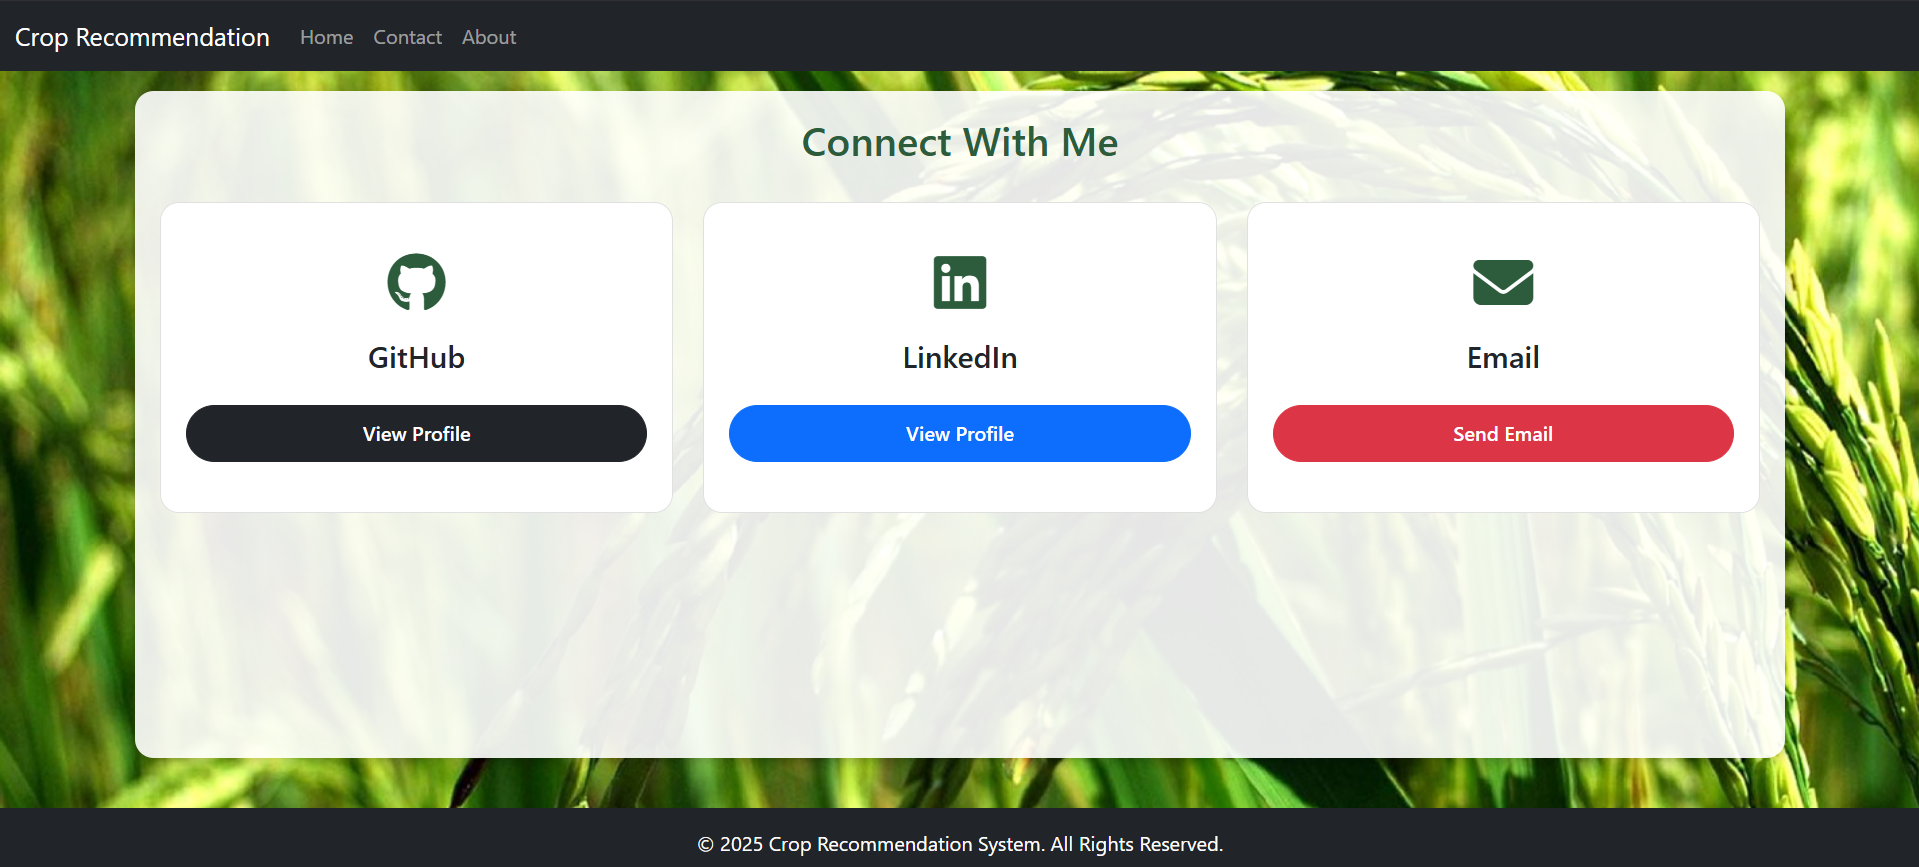 Crop Recommendation Home Contact About
Connect With Me
GitHub LinkedIn Email
View Profile View Profile Send Email
© 2025 Crop Recommendation System. All Rights Reserved.